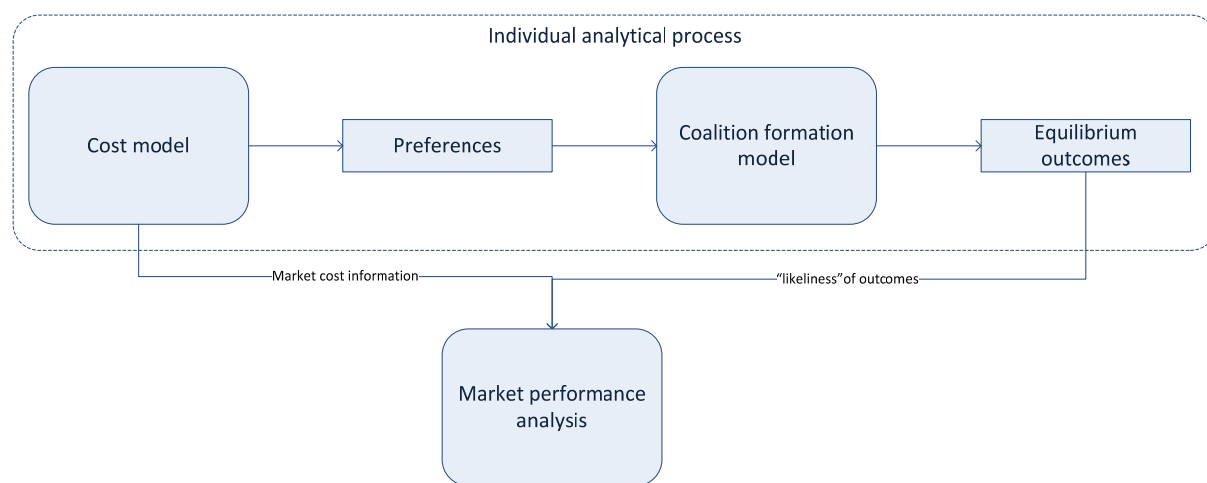 Individual analytical process
Cost model
Preferences
Coalition formation
model
Equilibrium
outcomes
Market cost information
“likeliness”of outcomes
Market performance
analysis